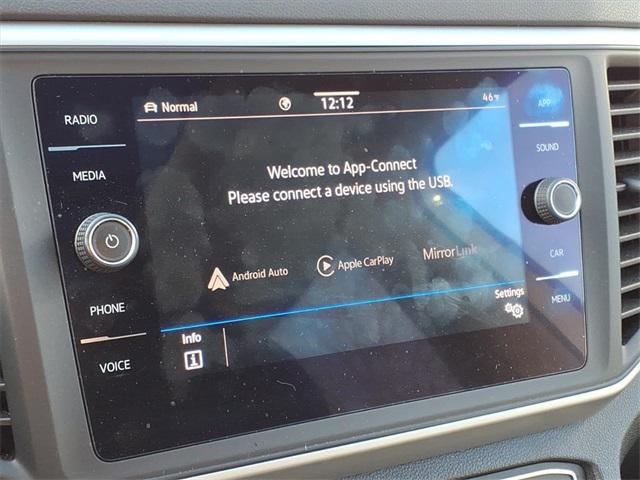 RADIO
MEDIA
PHONE
VOICE
Normal
12:12
46°F
Welcome to App-Connect
Please connect a device using the USB.
Android Auto
Apple CarPlay
MirrorLink
Settings
Info
i
APP
SOUND
CAR
MENU